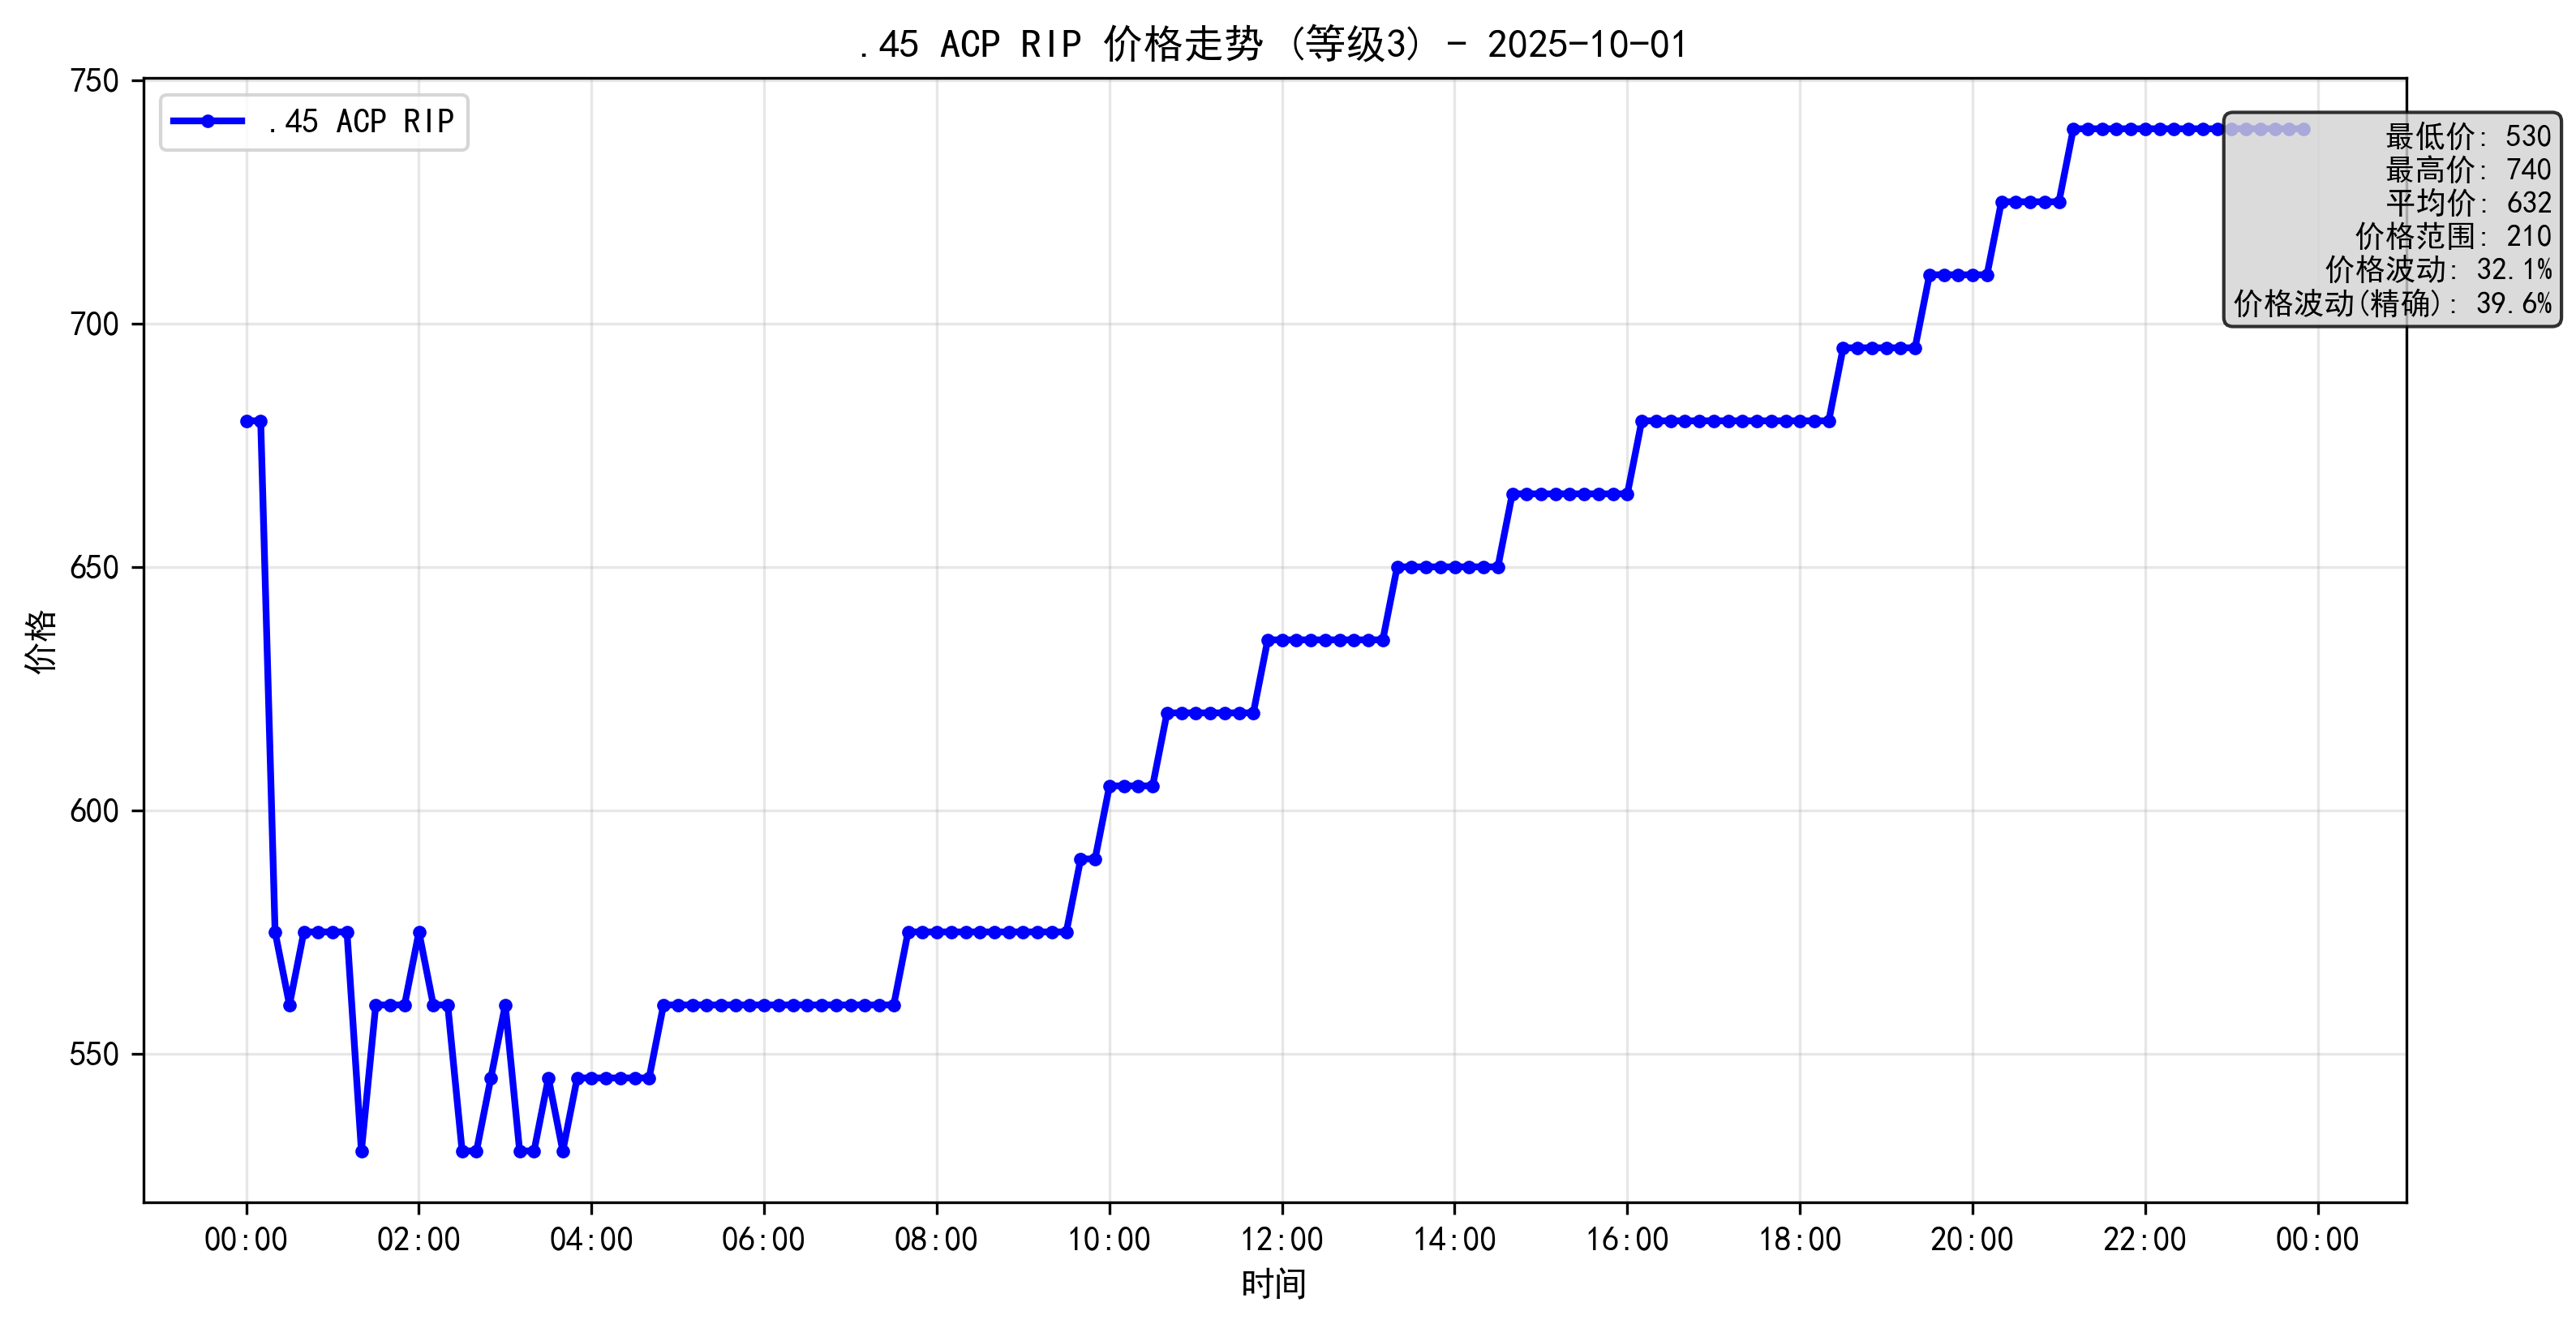 .45 ACP RIP 价格走势 (等级3) - 2025-10-01
.45 ACP RIP
最低价: 530
最高价: 740
平均价: 632
价格范围: 210
价格波动: 32.1%
价格波动(精确): 39.6%
价格
750
700
650
600
550
00:00 02:00 04:00 06:00 08:00 10:00 12:00 14:00 16:00 18:00 20:00 22:00 00:00
时间